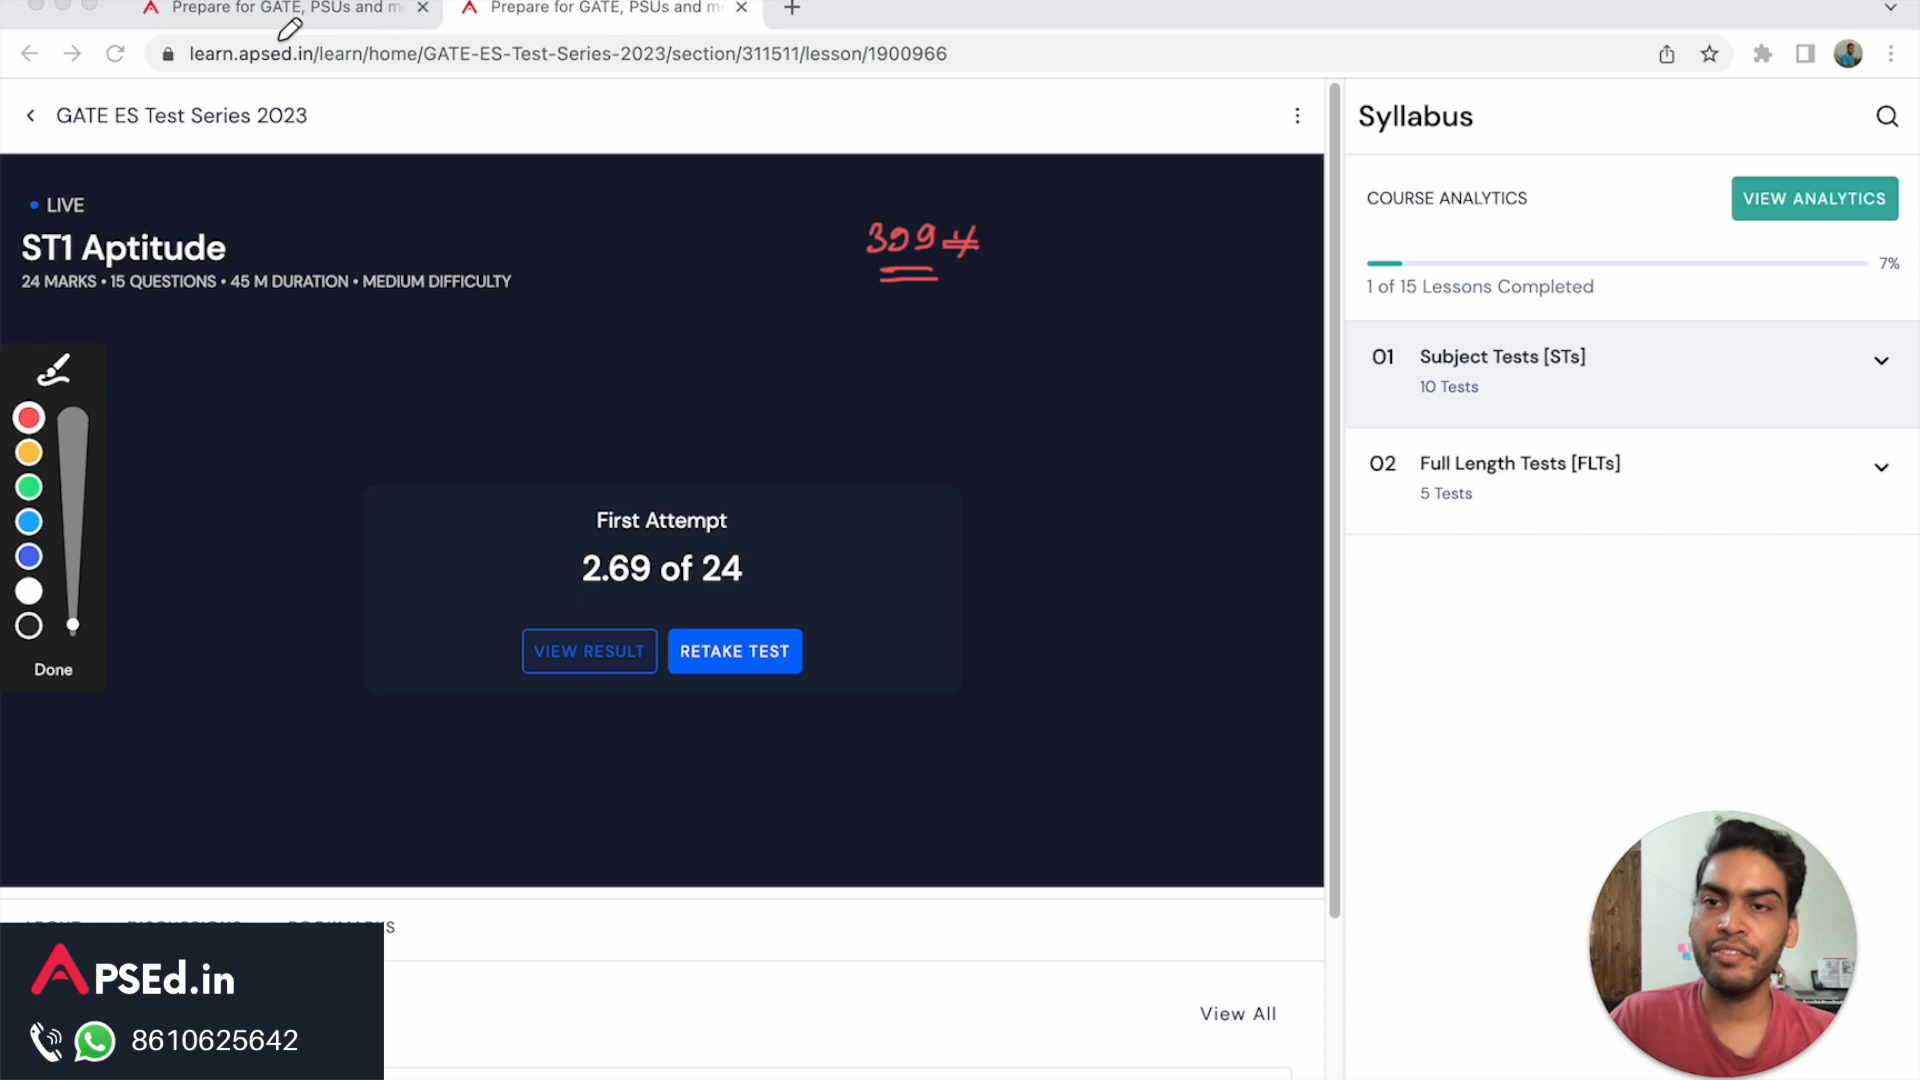 Prepare for GATE, PSUs and m
Prepare for GATE, PSUs and m
learn.apsed.in/learn/home/GATE-ES-Test-Series-2023/section/311511/lesson/1900966
GATE ES Test Series 2023
LIVE
ST1 Aptitude
24 MARKS • 15 QUESTIONS • 45 M DURATION • MEDIUM DIFFICULTY
Done
First Attempt
2.69 of 24
VIEW RESULT
RETAKE TEST
View All
APSEd.in
8610625642
Syllabus
COURSE ANALYTICS
VIEW ANALYTICS
7%
1 of 15 Lessons Completed
01 Subject Tests [STs]
10 Tests
02 Full Length Tests [FLTs]
5 Tests